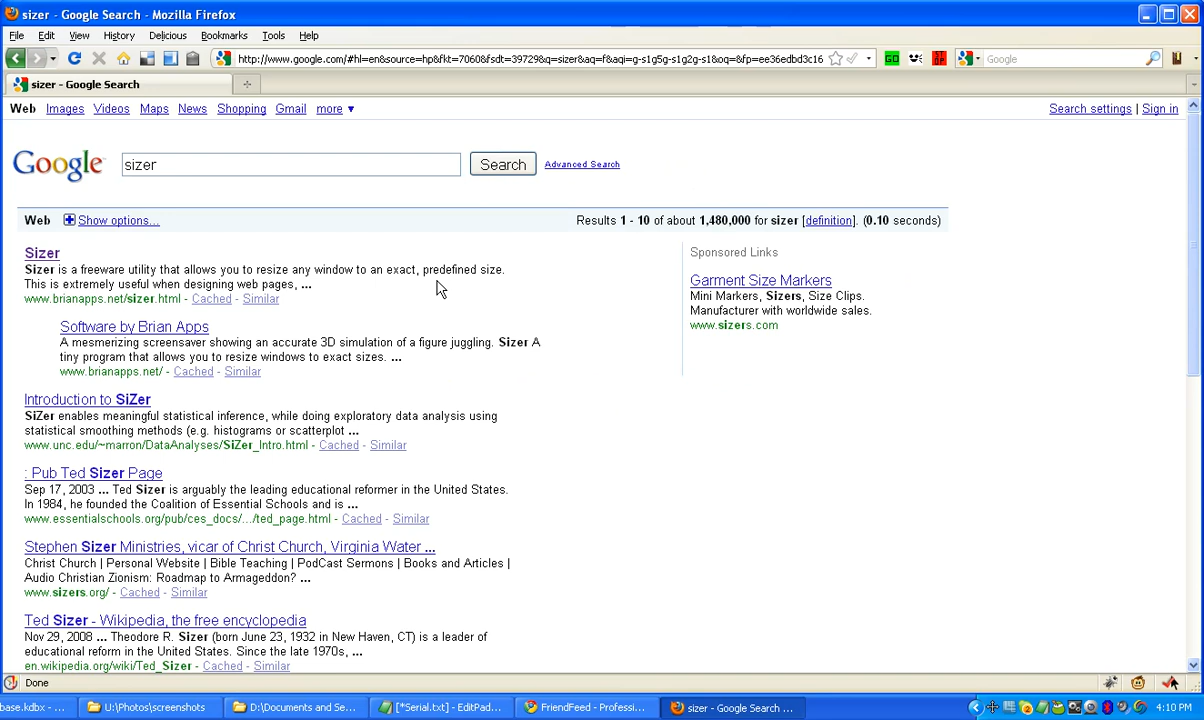 sizer - Google Search - Mozilla Firefox
File Edit View History Delicious Bookmarks Tools Help
http://www.google.com/#hl=en&source=hp&fkt=7060&fsdt=39729&q=sizer&aq=f&aqi=g-s1g5g-s1g2g-s1&oq=&fp=ee36edbd3c16
GO
STOP
Google
sizer - Google Search
Web Images Videos Maps News Shopping Gmail more ▼
Search settings | Sign in
Google
sizer
Search
Advanced Search
Web Show options...
Results 1 - 10 of about 1,480,000 for sizer [definition]. (0.10 seconds)
Sizer
Sizer is a freeware utility that allows you to resize any window to an exact, predefined size.
This is extremely useful when designing web pages, ...
www.brianapps.net/sizer.html - Cached - Similar
Software by Brian Apps
A mesmerizing screensaver showing an accurate 3D simulation of a figure juggling. Sizer A
tiny program that allows you to resize windows to exact sizes. ...
www.brianapps.net/ - Cached - Similar
Introduction to SiZer
SiZer enables meaningful statistical inference, while doing exploratory data analysis using
statistical smoothing methods (e.g. histograms or scatterplot ...
www.unc.edu/~marron/DataAnalyses/SiZer_Intro.html - Cached - Similar
: Pub Ted Sizer Page
Sep 17, 2003 ... Ted Sizer is arguably the leading educational reformer in the United States.
In 1984, he founded the Coalition of Essential Schools and is ...
www.essentialschools.org/pub/ces_docs/.../ted_page.html - Cached - Similar
Stephen Sizer Ministries, vicar of Christ Church, Virginia Water ...
Christ Church | Personal Website | Bible Teaching | PodCast Sermons | Books and Articles |
Audio Christian Zionism: Roadmap to Armageddon? ...
www.sizers.org/ - Cached - Similar
Ted Sizer - Wikipedia, the free encyclopedia
Nov 29, 2008 ... Theodore R. Sizer (born June 23, 1932 in New Haven, CT) is a leader of
educational reform in the United States. Since the late 1970s, ...
en.wikipedia.org/wiki/Ted_Sizer - Cached - Similar
Sponsored Links
Garment Size Markers
Mini Markers, Sizers, Size Clips.
Manufacturer with worldwide sales.
www.sizers.com
Done
base.kdbx - ...
U:\Photos\screenshots
D:\Documents and Se...
[*Serial.txt] - EditPad...
FriendFeed - Professi...
sizer - Google Search ...
4:10 PM